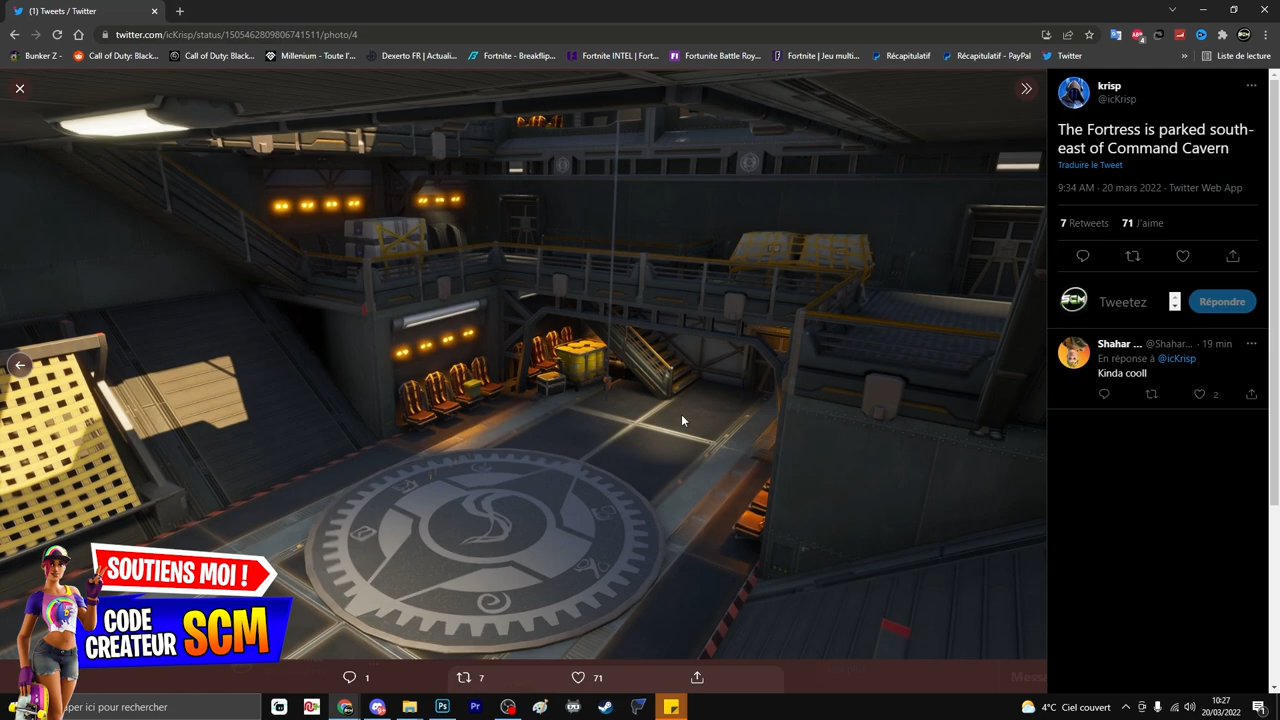 (1) Tweets / Twitter
twitter.com/icKrisp/status/1505462809806741511/photo/4
Bunker Z -
Call of Duty: Black...
Call of Duty: Black...
Millenium - Toute l'...
Dexerto FR | Actuali...
Fortnite - Breakflip...
Fortnite INTEL | Fort...
Fortunite Battle Roy...
Fortnite | Jeu multi...
Récapitulatif
Récapitulatif - PayPal
Twitter
»
Liste de lecture
krisp
@icKrisp
The Fortress is parked south-
east of Command Cavern
Traduire le Tweet
9:34 AM · 20 mars 2022 · Twitter Web App
7 Retweets 71 J'aime
SCM
Tweetez
Répondre
Shahar ... @Shahar... · 19 min
En réponse à @icKrisp
Kinda cooll
2
SOUTIENS MOI !
CODE
CREATEUR SCM
1
7
71
aper ici pour rechercher
Ps
Pr
4°C Ciel couvert
10:27
20/03/2022